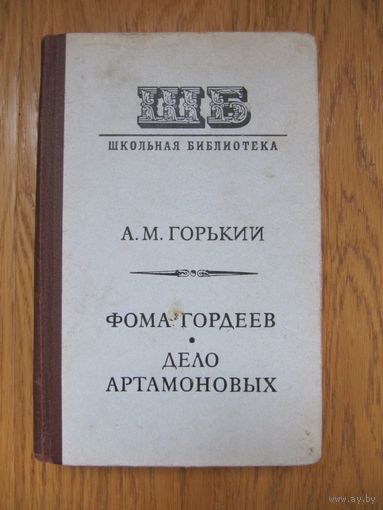 ШБ
ШКОЛЬНАЯ БИБЛИОТЕКА
А.М. ГОРЬКИЙ
ФОМА ГОРДЕЕВ
•
ДЕЛО
АРТАМОНОВЫХ
www.ay.by